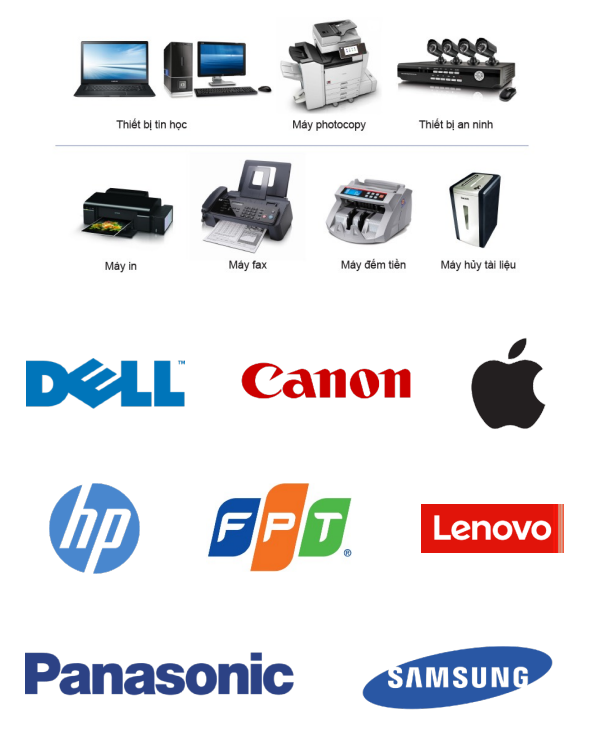 Thiết bị tin học
Máy photocopy
Thiết bị an ninh
Máy in
Máy fax
Máy đếm tiền
Máy hủy tài liệu
DELL™
Canon
hp
FPT®
Lenovo
Panasonic
SAMSUNG